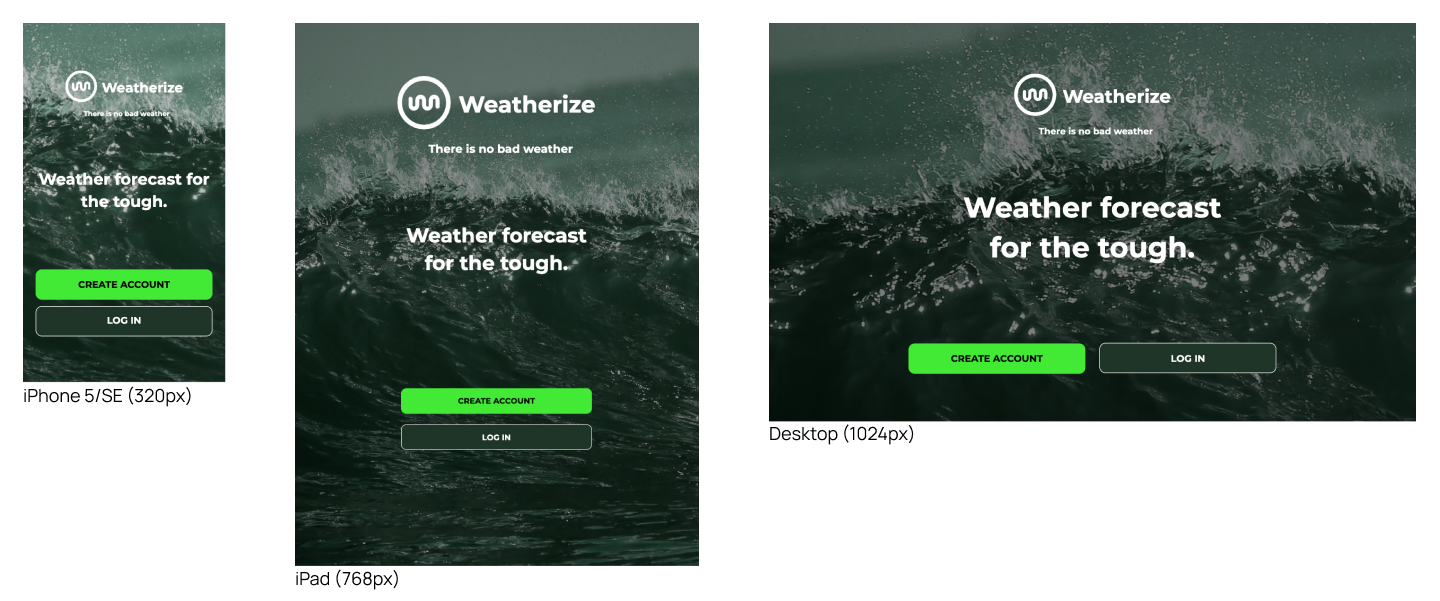 Weatherize
There is no bad weather
Weather forecast for
the tough.
CREATE ACCOUNT
LOG IN
iPhone 5/SE (320px)
Weatherize
There is no bad weather
Weather forecast
for the tough.
CREATE ACCOUNT
LOG IN
iPad (768px)
Weatherize
There is no bad weather
Weather forecast
for the tough.
CREATE ACCOUNT
LOG IN
Desktop (1024px)